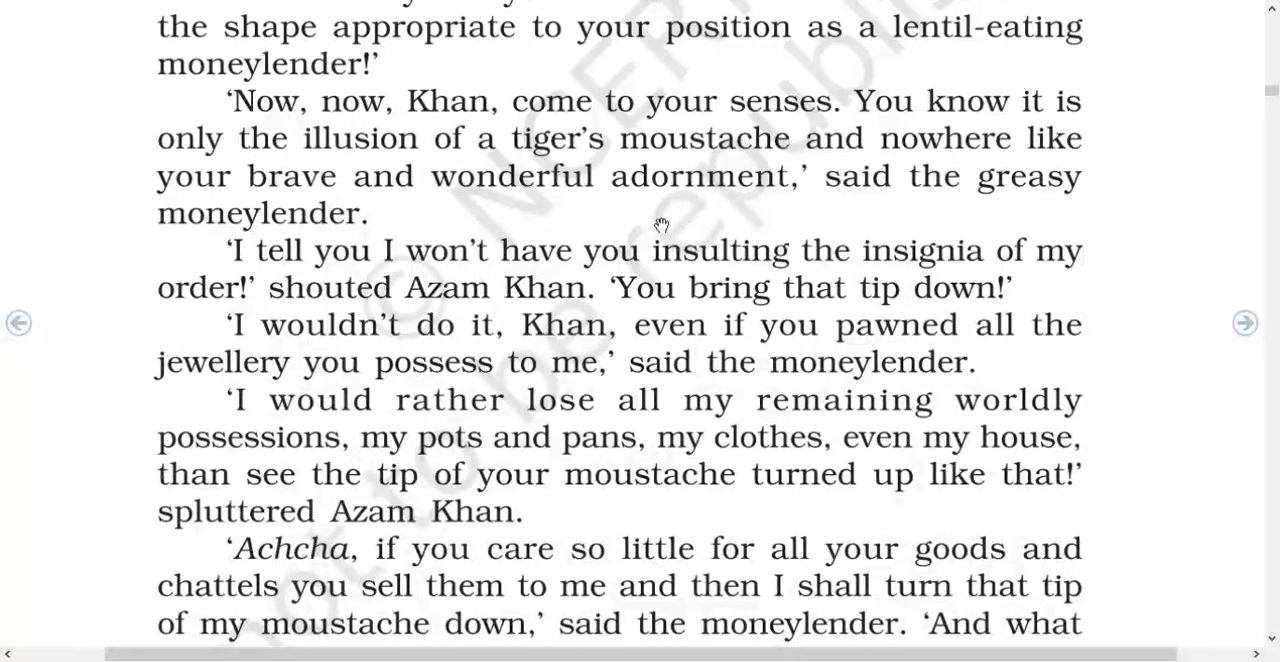 the shape appropriate to your position as a lentil-eating
moneylender!’
‘Now, now, Khan, come to your senses. You know it is
only the illusion of a tiger’s moustache and nowhere like
your brave and wonderful adornment,’ said the greasy
moneylender.
‘I tell you I won’t have you insulting the insignia of my
order!’ shouted Azam Khan. ‘You bring that tip down!’
‘I wouldn’t do it, Khan, even if you pawned all the
jewellery you possess to me,’ said the moneylender.
‘I would rather lose all my remaining worldly
possessions, my pots and pans, my clothes, even my house,
than see the tip of your moustache turned up like that!’
spluttered Azam Khan.
‘Achcha, if you care so little for all your goods and
chattels you sell them to me and then I shall turn that tip
of my moustache down,’ said the moneylender. ‘And what
© NCER
not to be republis